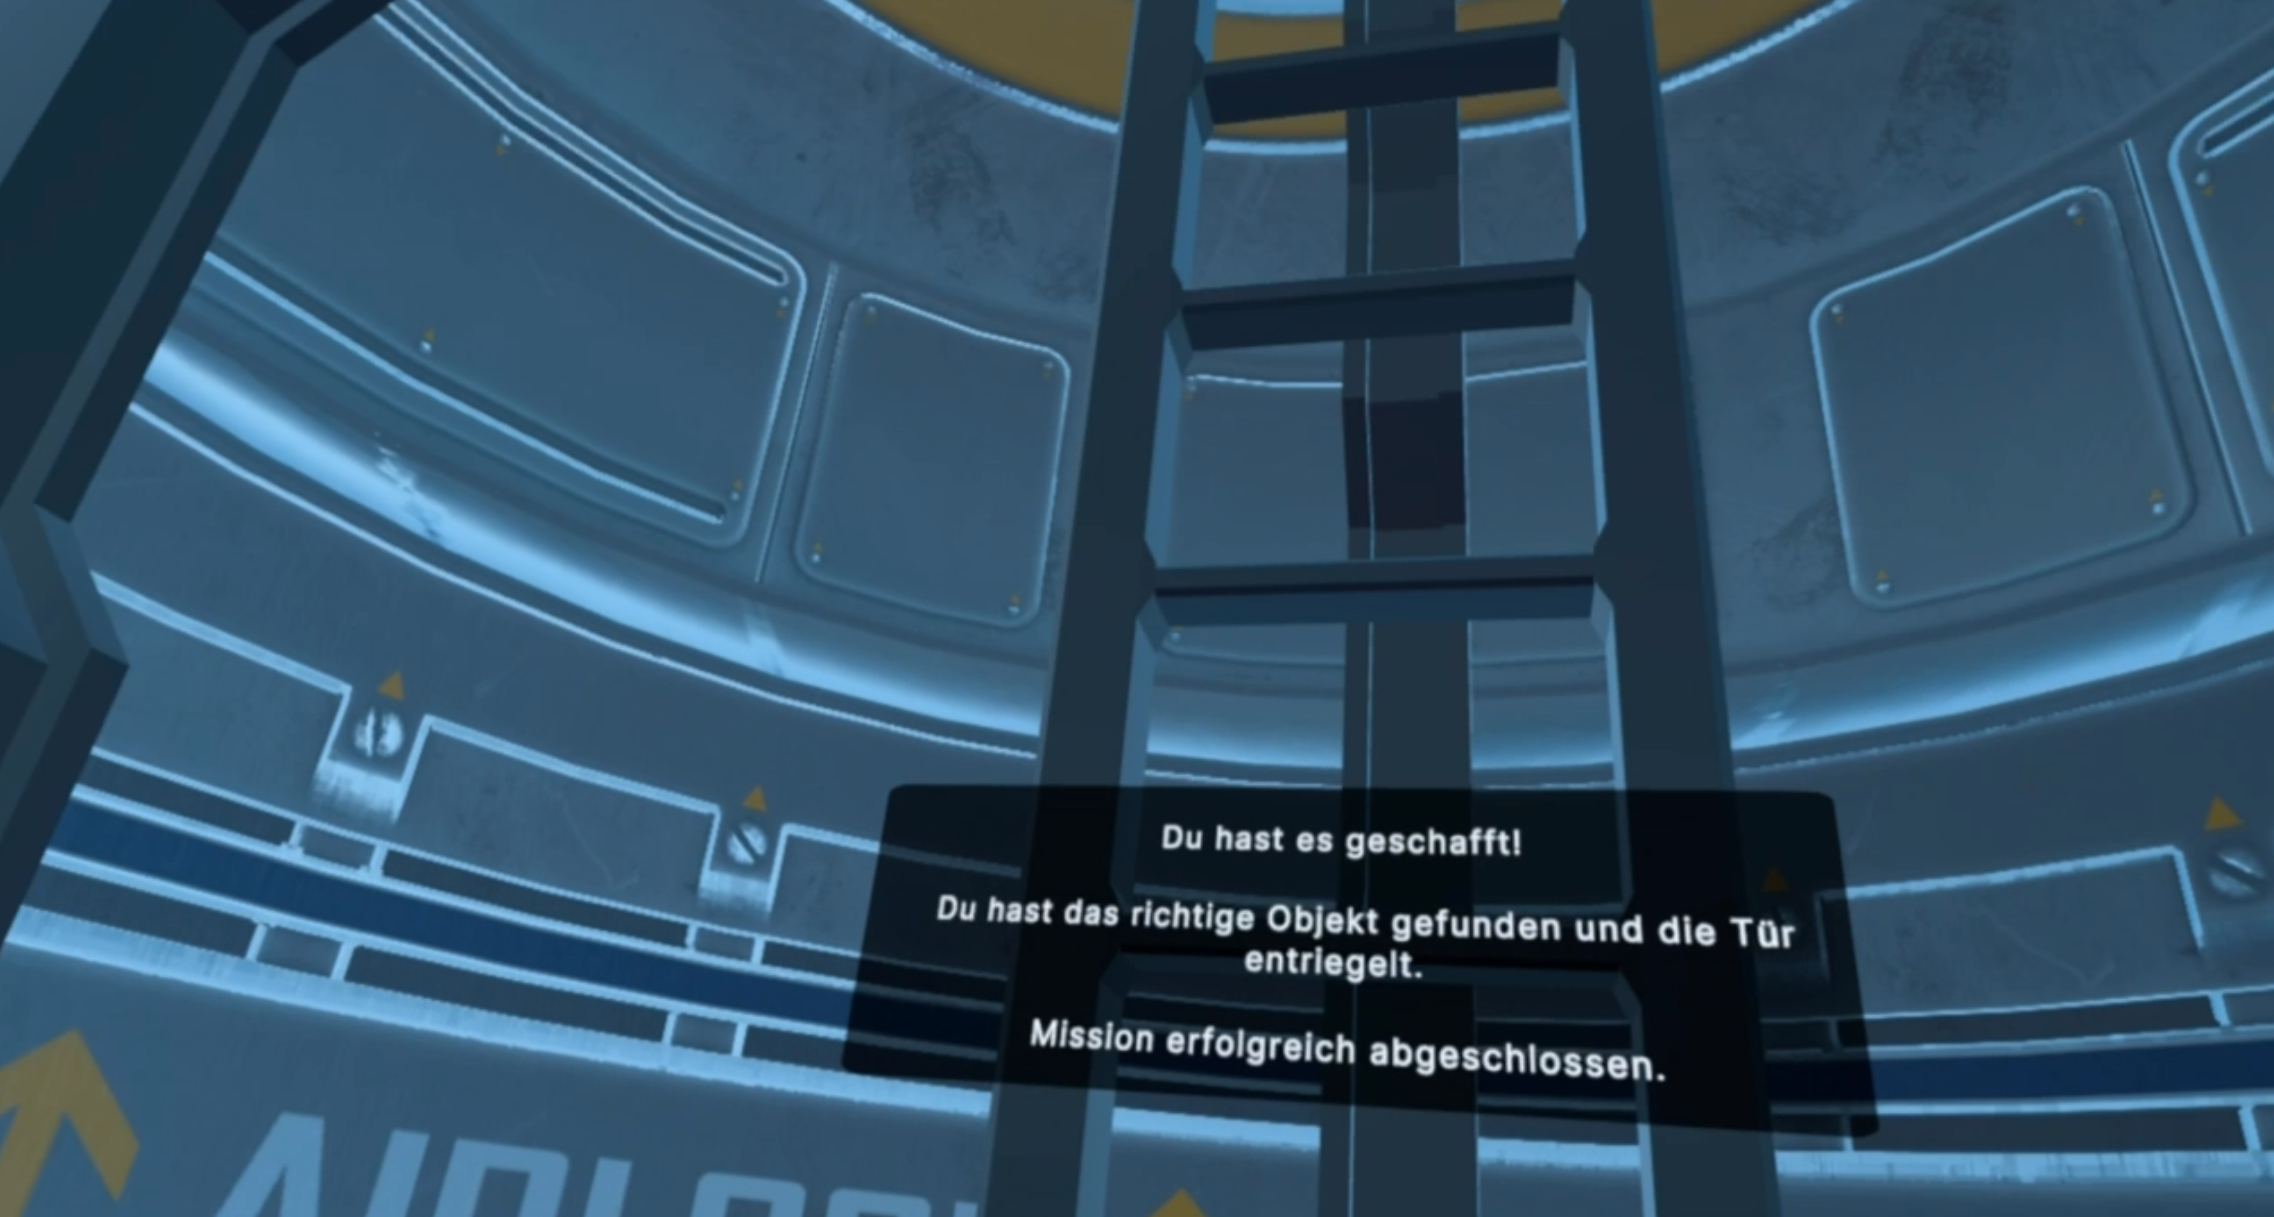 Du hast es geschafft!
Du hast das richtige Objekt gefunden und die Tür
entriegelt.
Mission erfolgreich abgeschlossen.